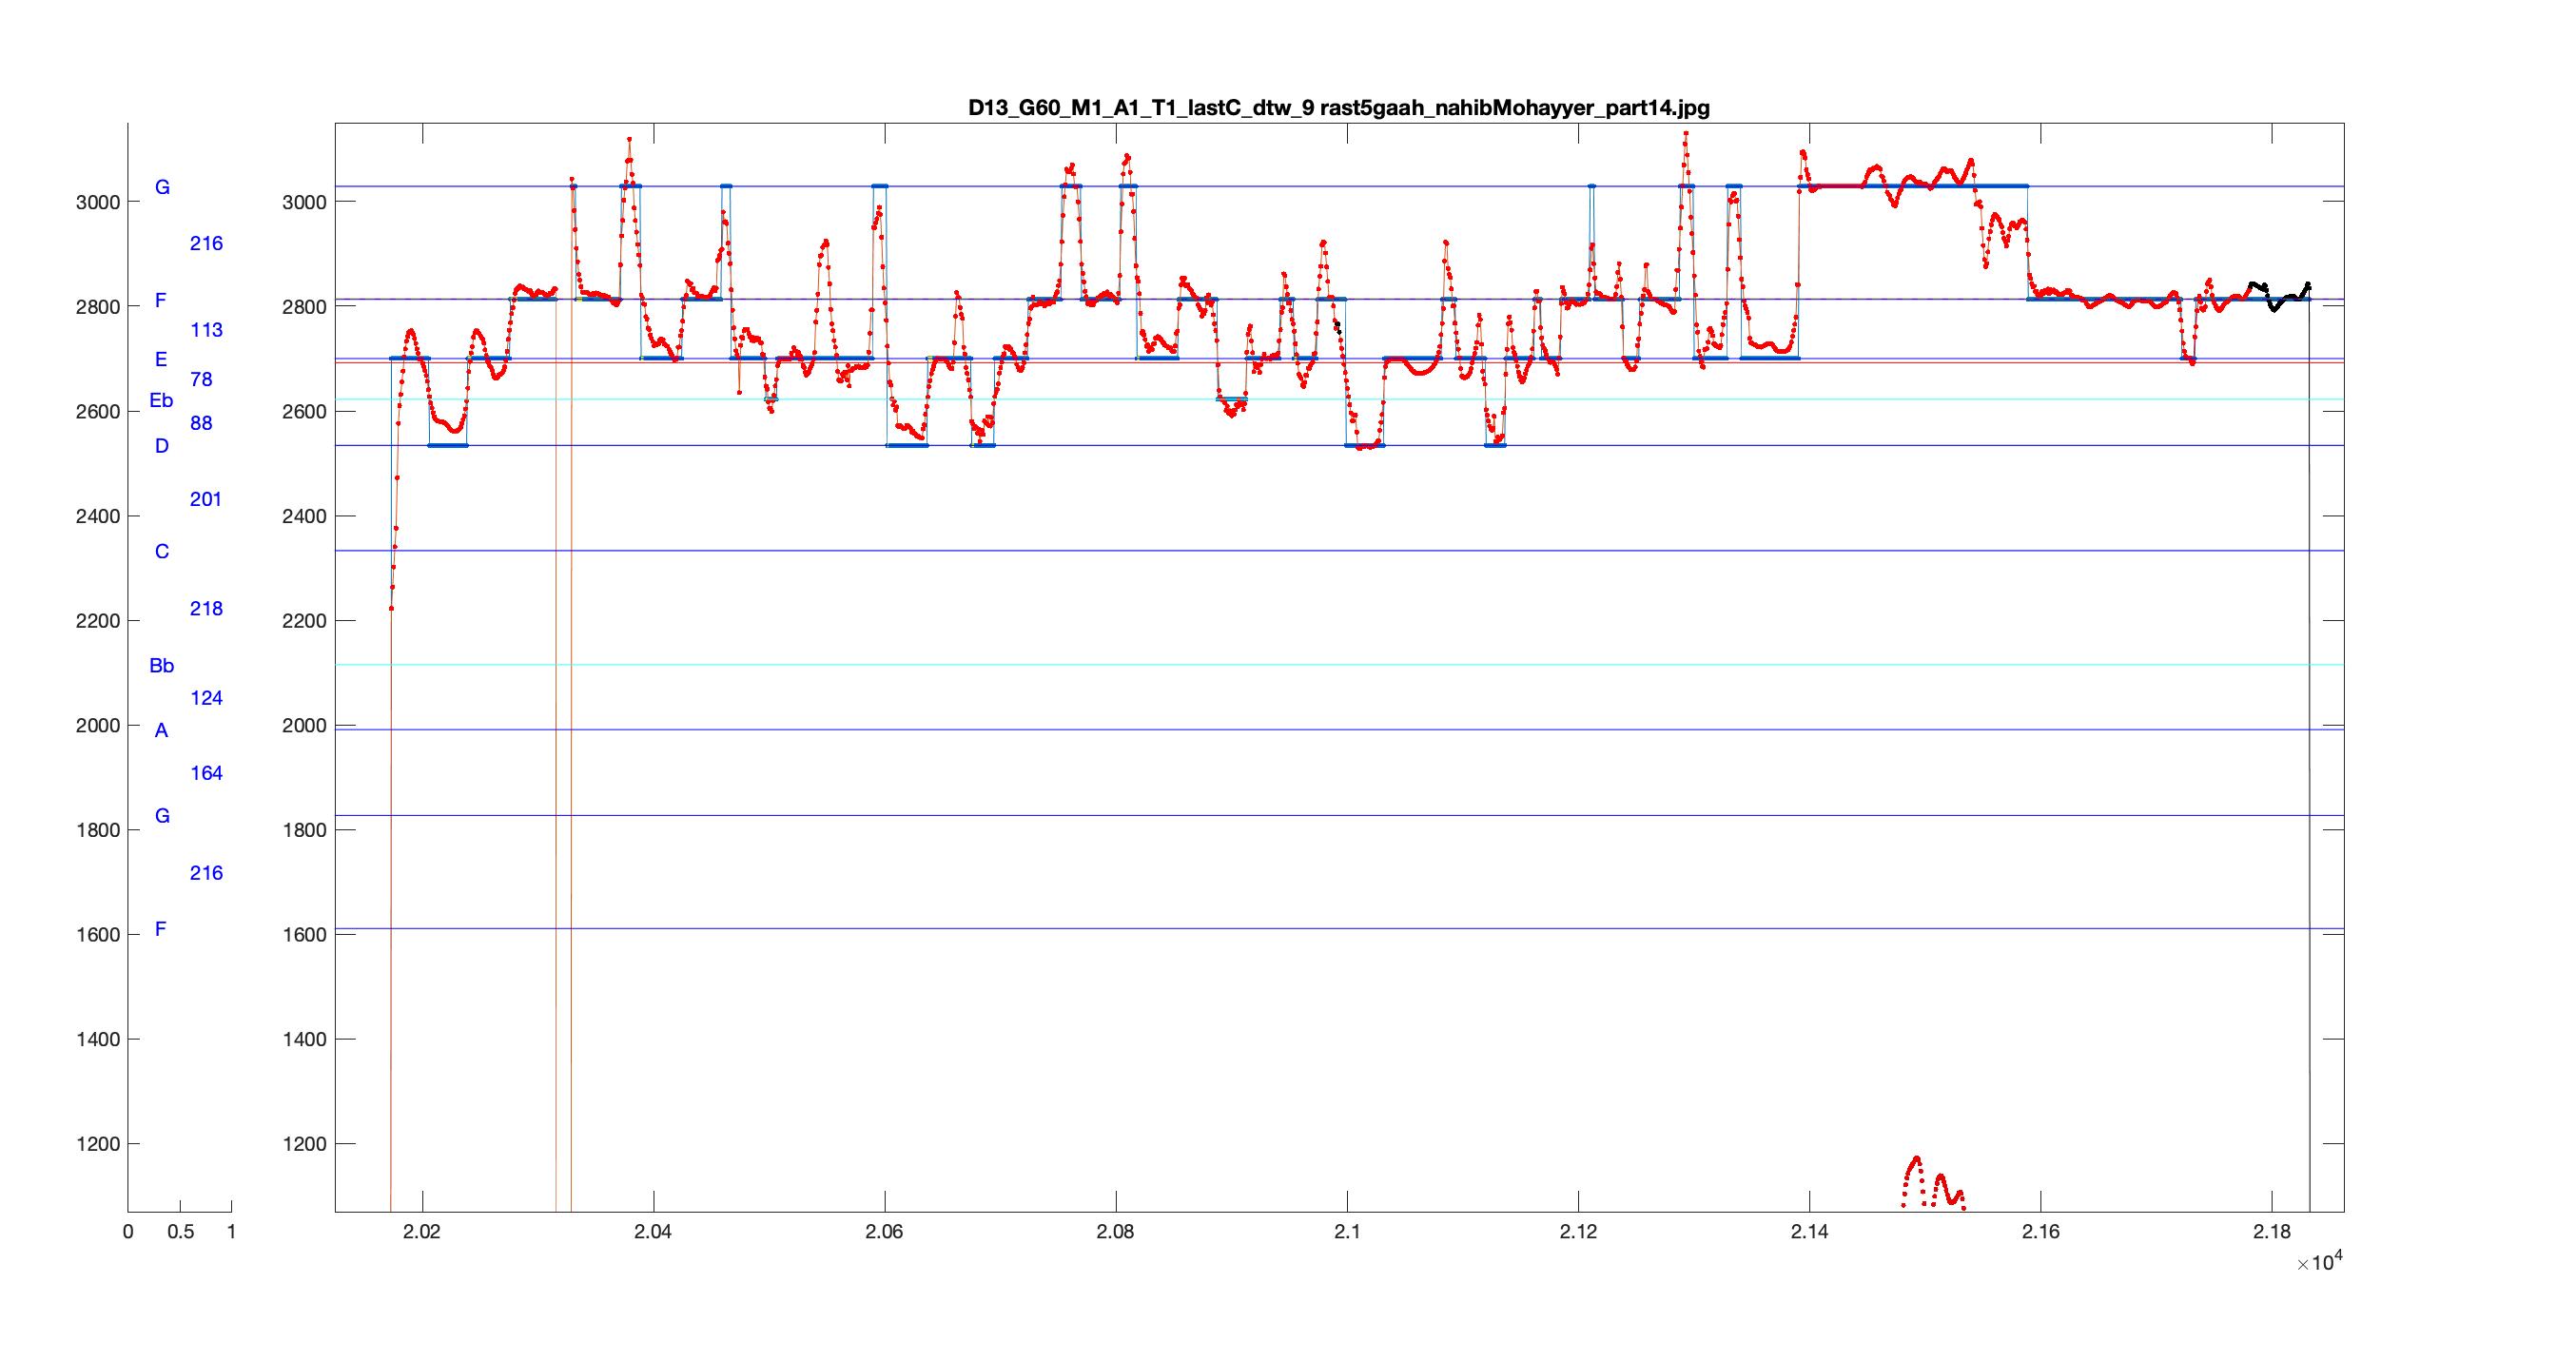 D13_G60_M1_A1_T1_lastC_dtw_9 rast5gaah_nahibMohayyer_part14.jpg
3000
2800
2600
2400
2200
2000
1800
1600
1400
1200
0 0.5 1
G
216
F
113
E
78
Eb
88
D
201
C
218
Bb
124
A
164
G
216
F
3000
2800
2600
2400
2200
2000
1800
1600
1400
1200
2.02 2.04 2.06 2.08 2.1 2.12 2.14 2.16 2.18
×10⁴